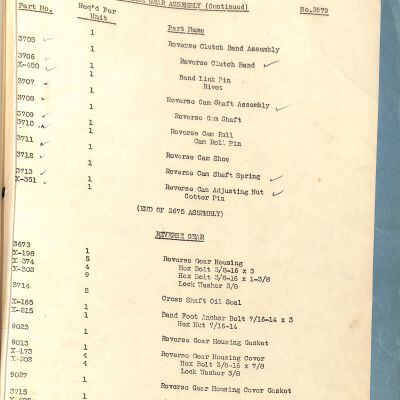 GEAR ASSEMBLY (Continued) No.3679
Part No. Req'd Per Unit Part Name
3705 1 Reverse Clutch Band Assembly
3706 1 Reverse Clutch Band
X-480 1 Band Link Pin
3707 1 Rivet
3708 1 Reverse Cam Shaft Assembly
3709 1 Reverse Cam Shaft
3710 1 Reverse Cam Roll
3711 1 Cam Roll Pin
3712 1 Reverse Cam Shoe
3713 1 Reverse Cam Shaft Spring
X-351 1 Reverse Cam Adjusting Nut
Cotter Pin
(END OF 3675 ASSEMBLY)
REVERSE GEAR
3673 1 Reverse Gear Housing
X-198 5 Hex Bolt 3/8-16 x 3
X-374 4 Hex Bolt 3/8-16 x 1-3/8
X-302 9 Lock Washer 3/8
3714 2 Cross Shaft Oil Seal
X-165 1 Band Foot Anchor Bolt 7/16-14 x 3
X-215 1 Hex Nut 7/16-14
9023 1 Reverse Gear Housing Gasket
9013 1 Reverse Gear Housing Cover
X-173 4 Hex Bolt 3/8-16 x 7/8
X-302 4 Lock Washer 3/8
9027 1 Reverse Gear Housing Cover Gasket
3715 1